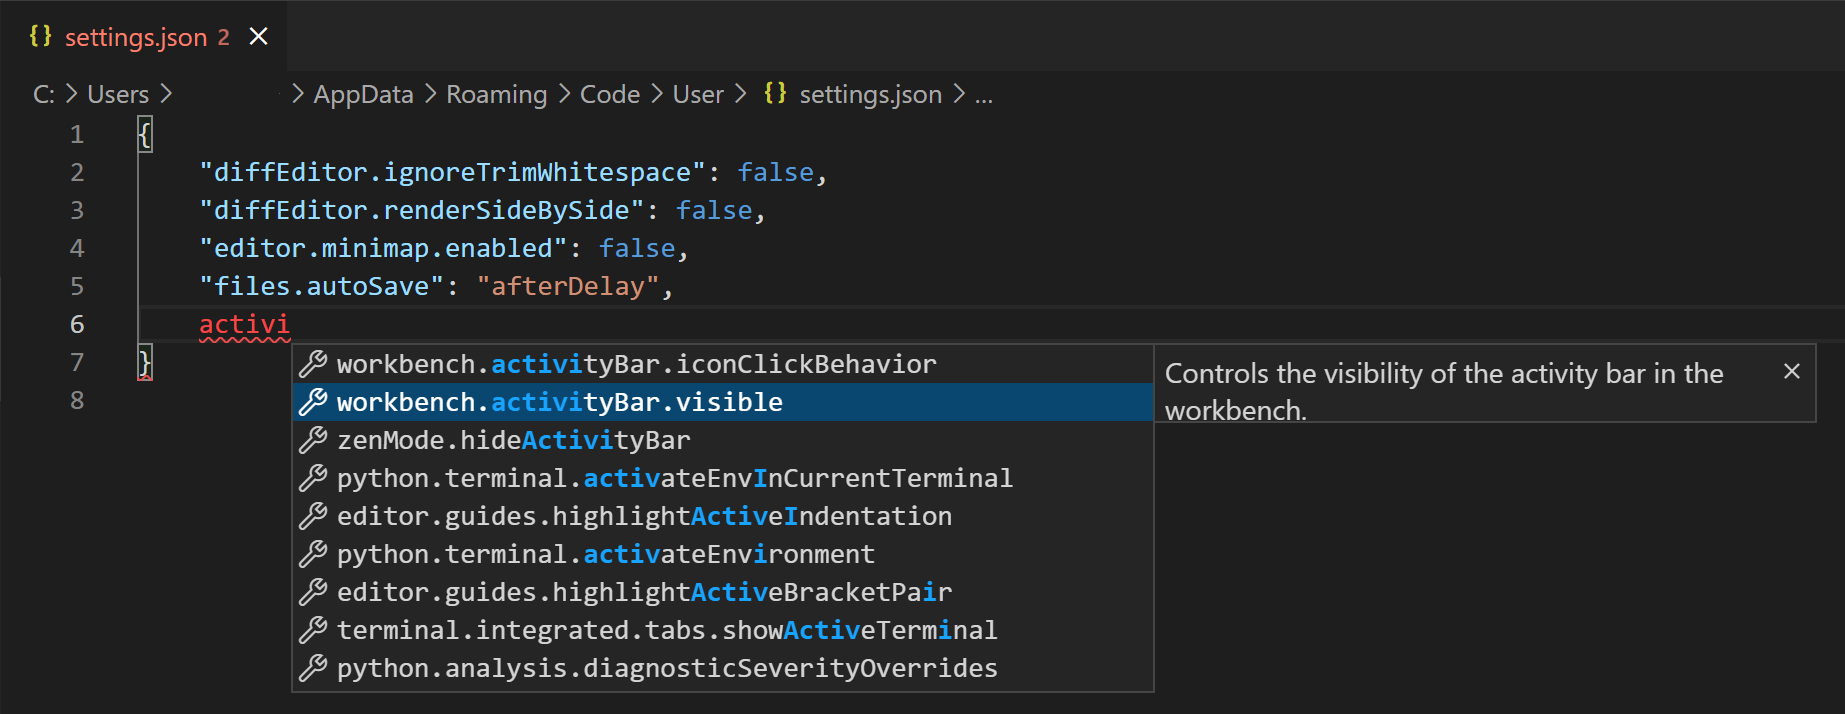 {} settings.json 2 ×
C: > Users > > AppData > Roaming > Code > User > {} settings.json > ...
1 {
2 "diffEditor.ignoreTrimWhitespace": false,
3 "diffEditor.renderSideBySide": false,
4 "editor.minimap.enabled": false,
5 "files.autoSave": "afterDelay",
6 activi
7 }
8
workbench.activityBar.iconClickBehavior
workbench.activityBar.visible
zenMode.hideActivityBar
python.terminal.activateEnvInCurrentTerminal
editor.guides.highlightActiveIndentation
python.terminal.activateEnvironment
editor.guides.highlightActiveBracketPair
terminal.integrated.tabs.showActiveTerminal
python.analysis.diagnosticSeverityOverrides
Controls the visibility of the activity bar in the ×
workbench.